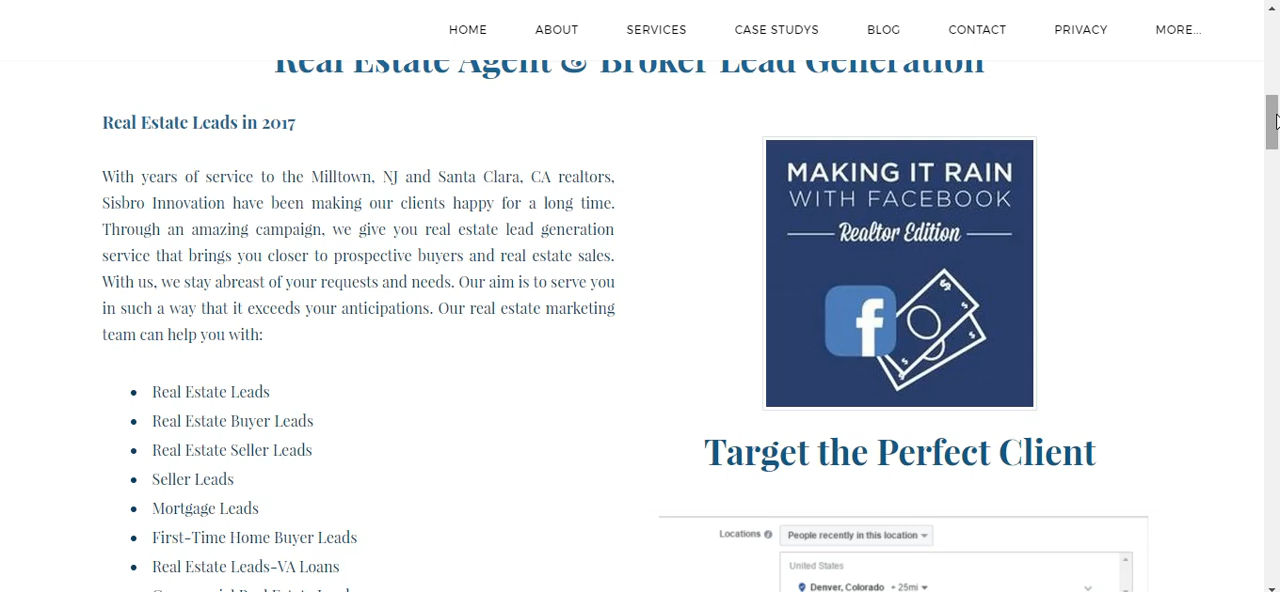 HOME ABOUT SERVICES CASE STUDYS BLOG CONTACT PRIVACY MORE...
Real Estate Agent & Broker Lead Generation
Real Estate Leads in 2017
With years of service to the Milltown, NJ and Santa Clara, CA realtors,
Sisbro Innovation have been making our clients happy for a long time.
Through an amazing campaign, we give you real estate lead generation
service that brings you closer to prospective buyers and real estate sales.
With us, we stay abreast of your requests and needs. Our aim is to serve you
in such a way that it exceeds your anticipations. Our real estate marketing
team can help you with:
• Real Estate Leads
• Real Estate Buyer Leads
• Real Estate Seller Leads
• Seller Leads
• Mortgage Leads
• First-Time Home Buyer Leads
• Real Estate Leads-VA Loans
MAKING IT RAIN
WITH FACEBOOK
Realtor Edition
Target the Perfect Client
Locations People recently in this location
United States
Denver, Colorado + 25mi